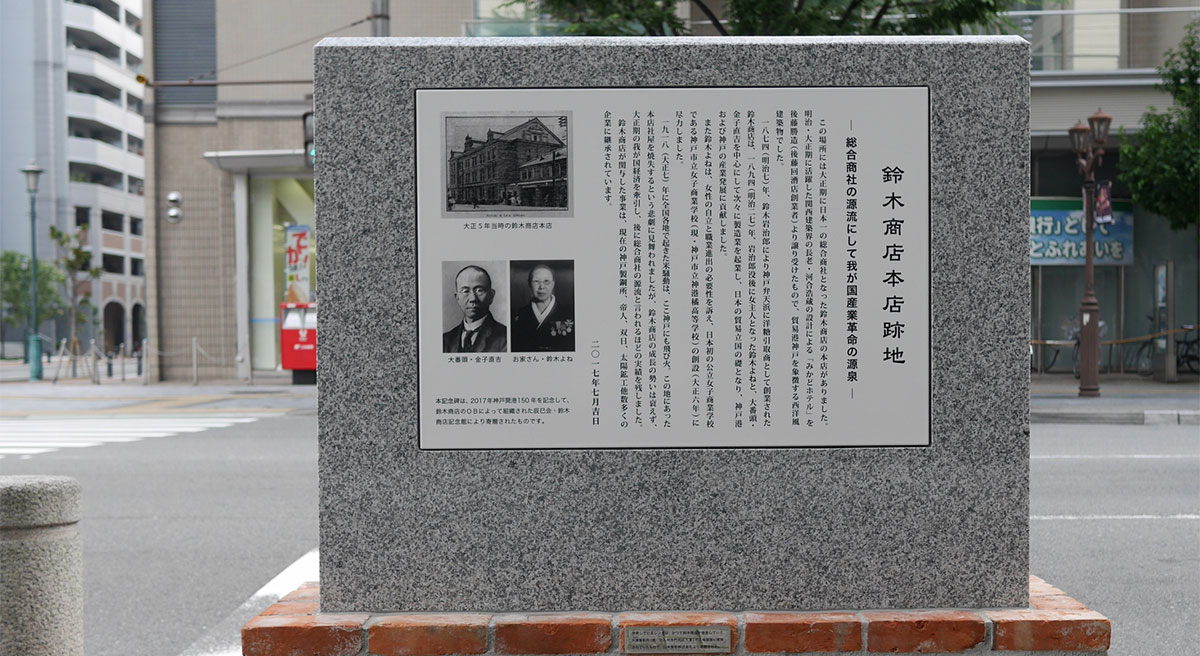 鈴木商店本店跡地
― 総合商社の源流にして我が国産業革命の源泉 ―
この場所には大正期に日本一の総合商社となった鈴木商店の本店がありました。
明治・大正期に活躍した関西建築界の長老・河合浩蔵の設計による「みかどホテル」を
後藤勝造(後藤回漕店創業者)より譲り受けたもので、貿易港神戸を象徴する西洋風
建築物でした。
一八七四(明治七)年、鈴木岩治郎により神戸弁天浜に洋糖引取商として創業された
鈴木商店は、一八九四(明治二七)年、岩治郎没後に女主人となった鈴木よねと、大番頭・
金子直吉を中心にして次々に製造業を起業し、日本の貿易立国の礎となり、神戸港
および神戸の産業発展に貢献しました。
また鈴木よねは、女性の自立と職業進出の必要性を訴え、日本初の公立女子商業学校
である神戸市立女子商業学校(現・神戸市立神港橘高等学校)の創設(大正六年)に
尽力しました。
一九一八(大正七)年に全国各地で起きた米騒動は、ここ神戸にも飛び火、この地にあった
本店社屋を焼失するという悲劇に見舞われましたが、鈴木商店の成長の勢いは衰えず、
大正期の我が国経済を牽引し、後に総合商社の源流と言われるほどの実績を残しました。
鈴木商店が関与した事業は、現在の神戸製鋼所、帝人、双日、太陽鉱工他数多くの
企業に継承されています。
二〇一七年七月吉日
大正5年当時の鈴木商店本店
大番頭・金子直吉
お家さん・鈴木よね
本記念碑は、2017年神戸開港150年を記念して、
鈴木商店のOBによって組織された辰巳会・鈴木
商店記念館により寄贈されたものです。
銀行」とで
とふれあいを
でかい